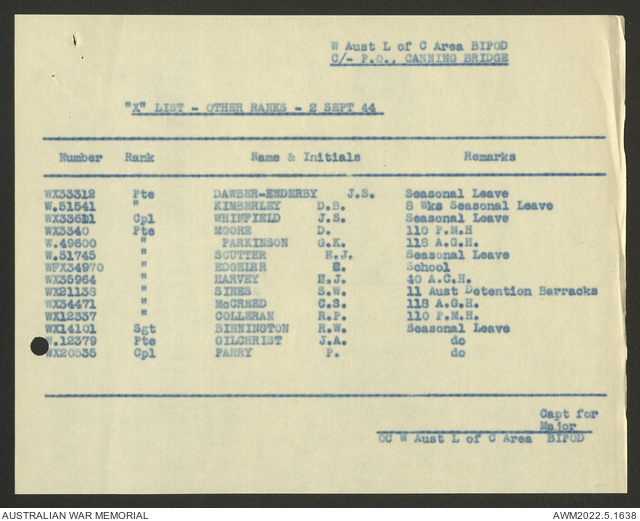 W Aust L of C Area BIPOD
C/- P.O., CANNING BRIDGE
"X" LIST - OTHER RANKS - 2 SEPT 44
Number Rank Name & Initials Remarks
WX33312 Pte DAWBER-ENDERBY J.S. Seasonal Leave
W.51541 " KIMBERLEY D.B. 8 Wks Seasonal Leave
Cpl WHINFIELD J.S. Seasonal Leave
WX3340 Pte MOORE D. 110 P.M.H
W.49600 " PARKINSON G.K. 118 A.G.H.
W.51745 " SCUTTER Seasonal Leave
WFX34970 " School
WX35964 " HARVEY 40 A.G.H.
WX21138 " SINES S.W. 11 Aust Detention Barracks
WX34471 " McCREED C.S. 118 A.G.H.
WX12337 " COLLERAN R.P. 110 P.M.H.
WX14101 Sgt BINNINGTON R.W. Seasonal Leave
W.12379 Pte GILCHRIST J.A. do
WX20535 Cpl PARRY P. do
Capt for
Major
OC W Aust L of C Area BIPOD
AUSTRALIAN WAR MEMORIAL AWM2022.5.1638